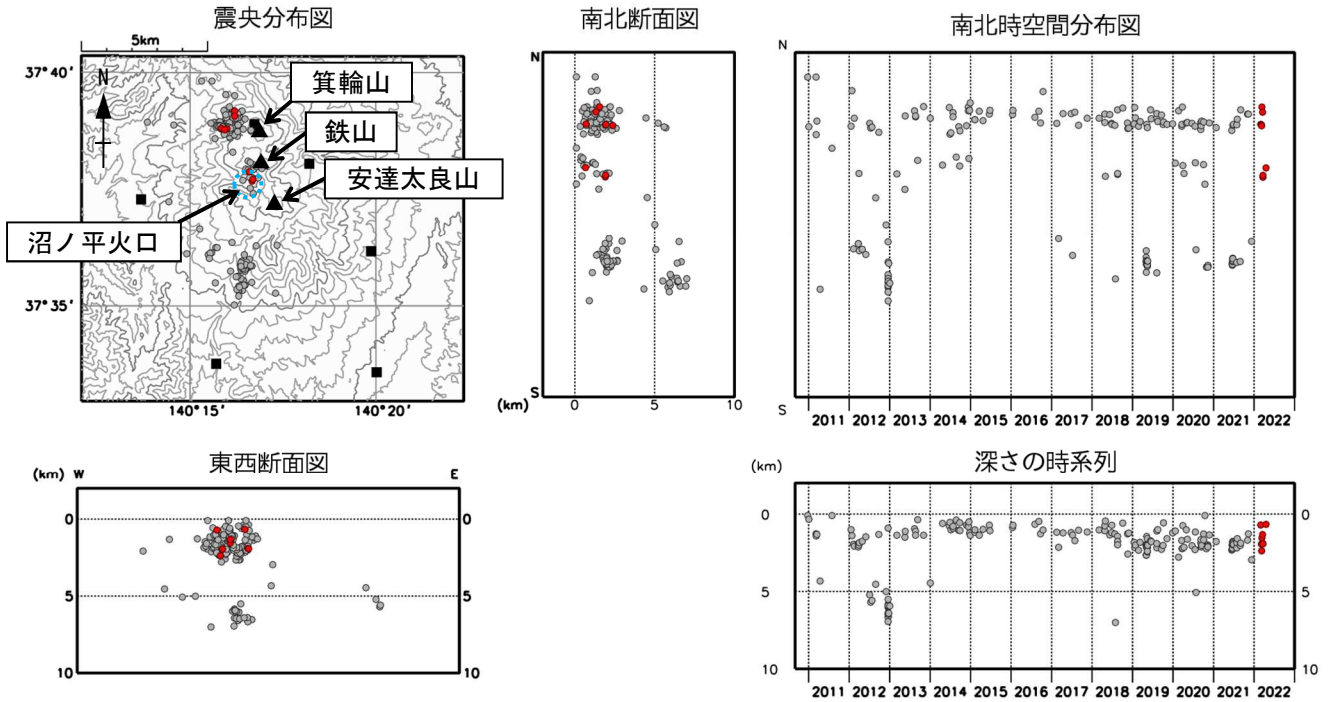 震央分布図
5km
37°40′
N
箕輪山
鉄山
安達太良山
沼ノ平火口
37°35′
140°15′
140°20′
南北断面図
N
S
(km)
0
5
10
南北時空間分布図
N
S
2011
2012
2013
2014
2015
2016
2017
2018
2019
2020
2021
2022
東西断面図
(km)
W
E
0
0
5
5
10
10
深さの時系列
(km)
0
0
5
5
10
10
2011
2012
2013
2014
2015
2016
2017
2018
2019
2020
2021
2022